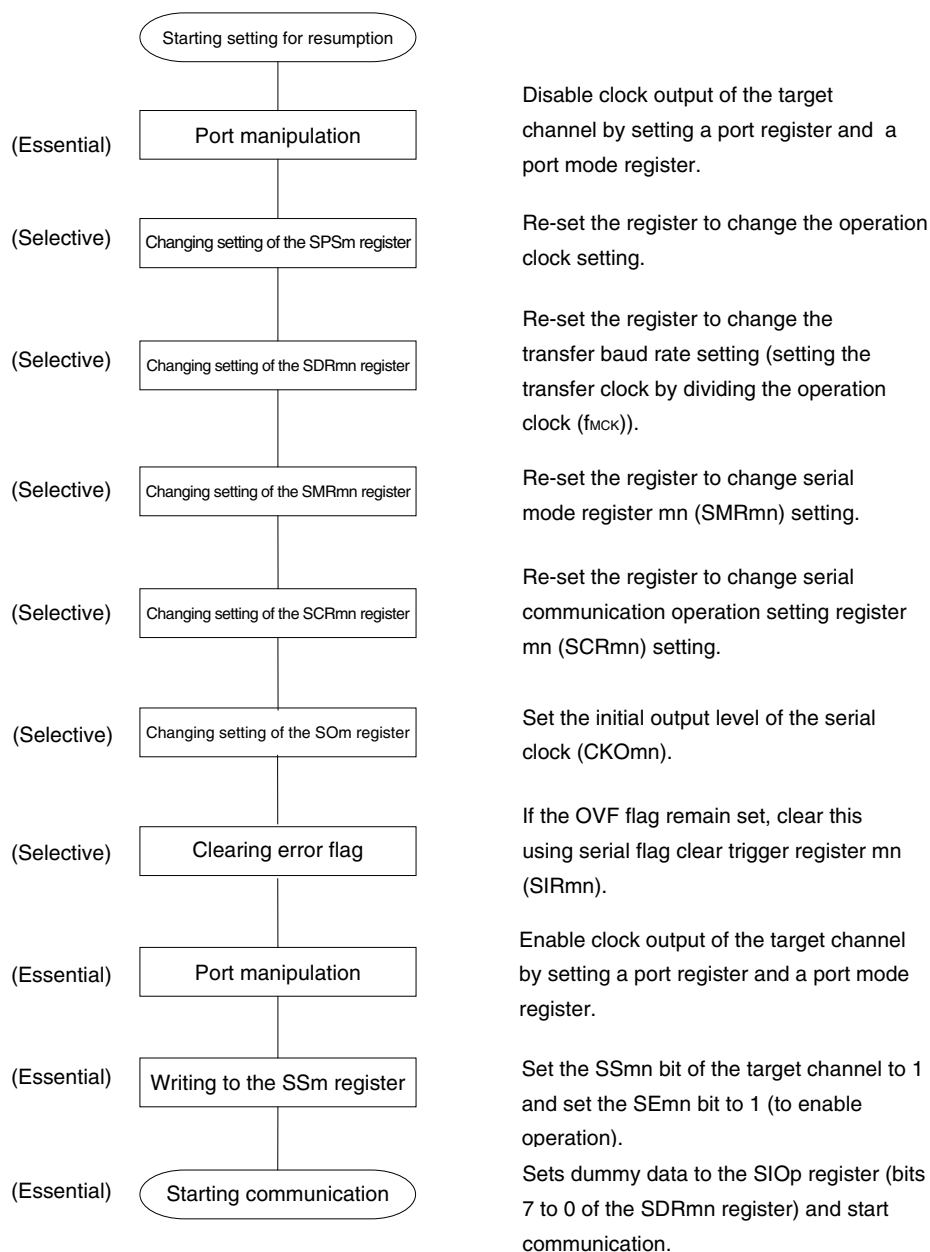 Starting setting for resumption
(Essential)
Port manipulation
Disable clock output of the target
channel by setting a port register and a
port mode register.
(Selective)
Changing setting of the SPSm register
Re-set the register to change the operation
clock setting.
(Selective)
Changing setting of the SDRmn register
Re-set the register to change the
transfer baud rate setting (setting the
transfer clock by dividing the operation
clock (fMCK)).
(Selective)
Changing setting of the SMRmn register
Re-set the register to change serial
mode register mn (SMRmn) setting.
(Selective)
Changing setting of the SCRmn register
Re-set the register to change serial
communication operation setting register
mn (SCRmn) setting.
(Selective)
Changing setting of the SOm register
Set the initial output level of the serial
clock (CKOmn).
(Selective)
Clearing error flag
If the OVF flag remain set, clear this
using serial flag clear trigger register mn
(SIRmn).
(Essential)
Port manipulation
Enable clock output of the target channel
by setting a port register and a port mode
register.
(Essential)
Writing to the SSm register
Set the SSmn bit of the target channel to 1
and set the SEmn bit to 1 (to enable
operation).
(Essential)
Starting communication
Sets dummy data to the SIOp register (bits
7 to 0 of the SDRmn register) and start
communication.